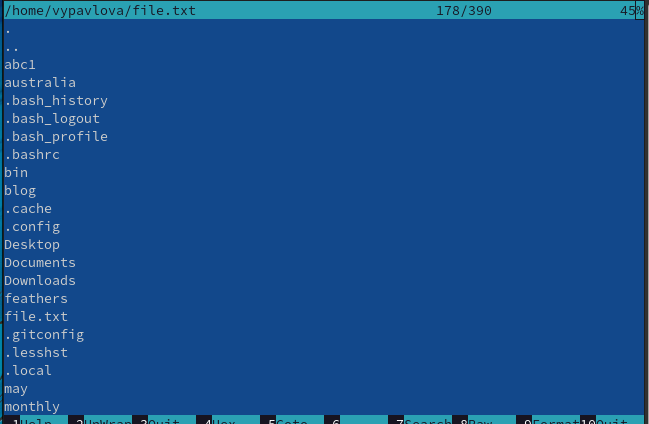 /home/vypavlova/file.txt 178/390 45%
.
..
abc1
australia
.bash_history
.bash_logout
.bash_profile
.bashrc
bin
blog
.cache
.config
Desktop
Documents
Downloads
feathers
file.txt
.gitconfig
.lesshst
.local
may
monthly
1Help 2UnWrap 3Quit 4Hex 5Goto 6 7Search 8Raw 9Format 10Quit